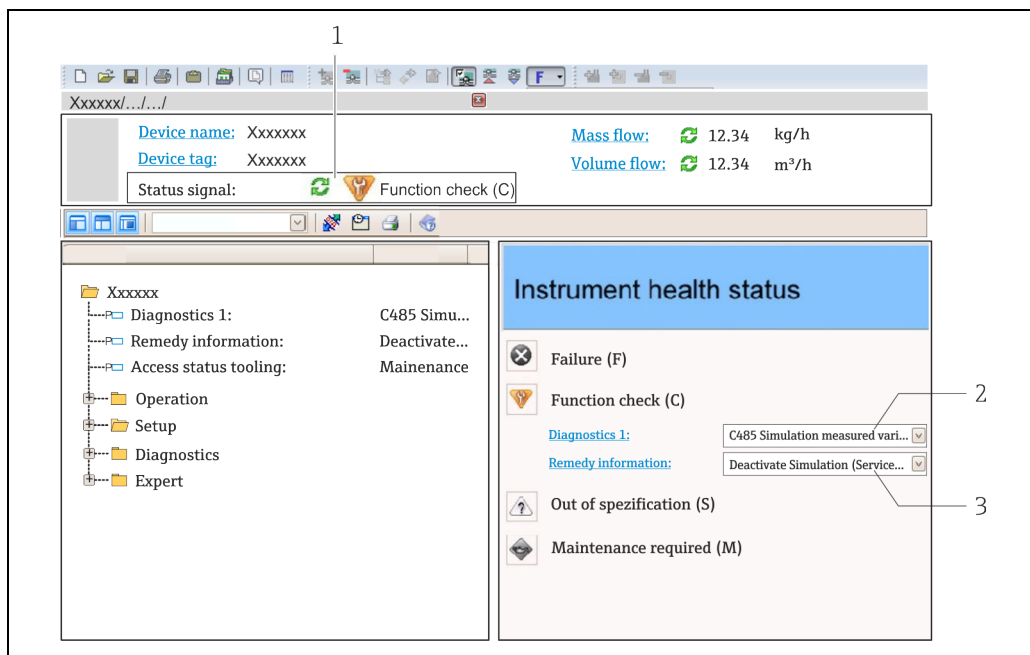 1
F
Xxxxxx/.../.../
Device name: Xxxxxxx
Mass flow: 12.34 kg/h
Device tag: Xxxxxxx
Volume flow: 12.34 m³/h
Status signal: Function check (C)
Xxxxxx
Diagnostics 1: C485 Simu...
Remedy information: Deactivate...
Access status tooling: Mainenance
Operation
Setup
Diagnostics
Expert
Instrument health status
Failure (F)
Function check (C)
2
Diagnostics 1: C485 Simulation measured vari...
Remedy information: Deactivate Simulation (Service...
Out of spezification (S)
3
Maintenance required (M)